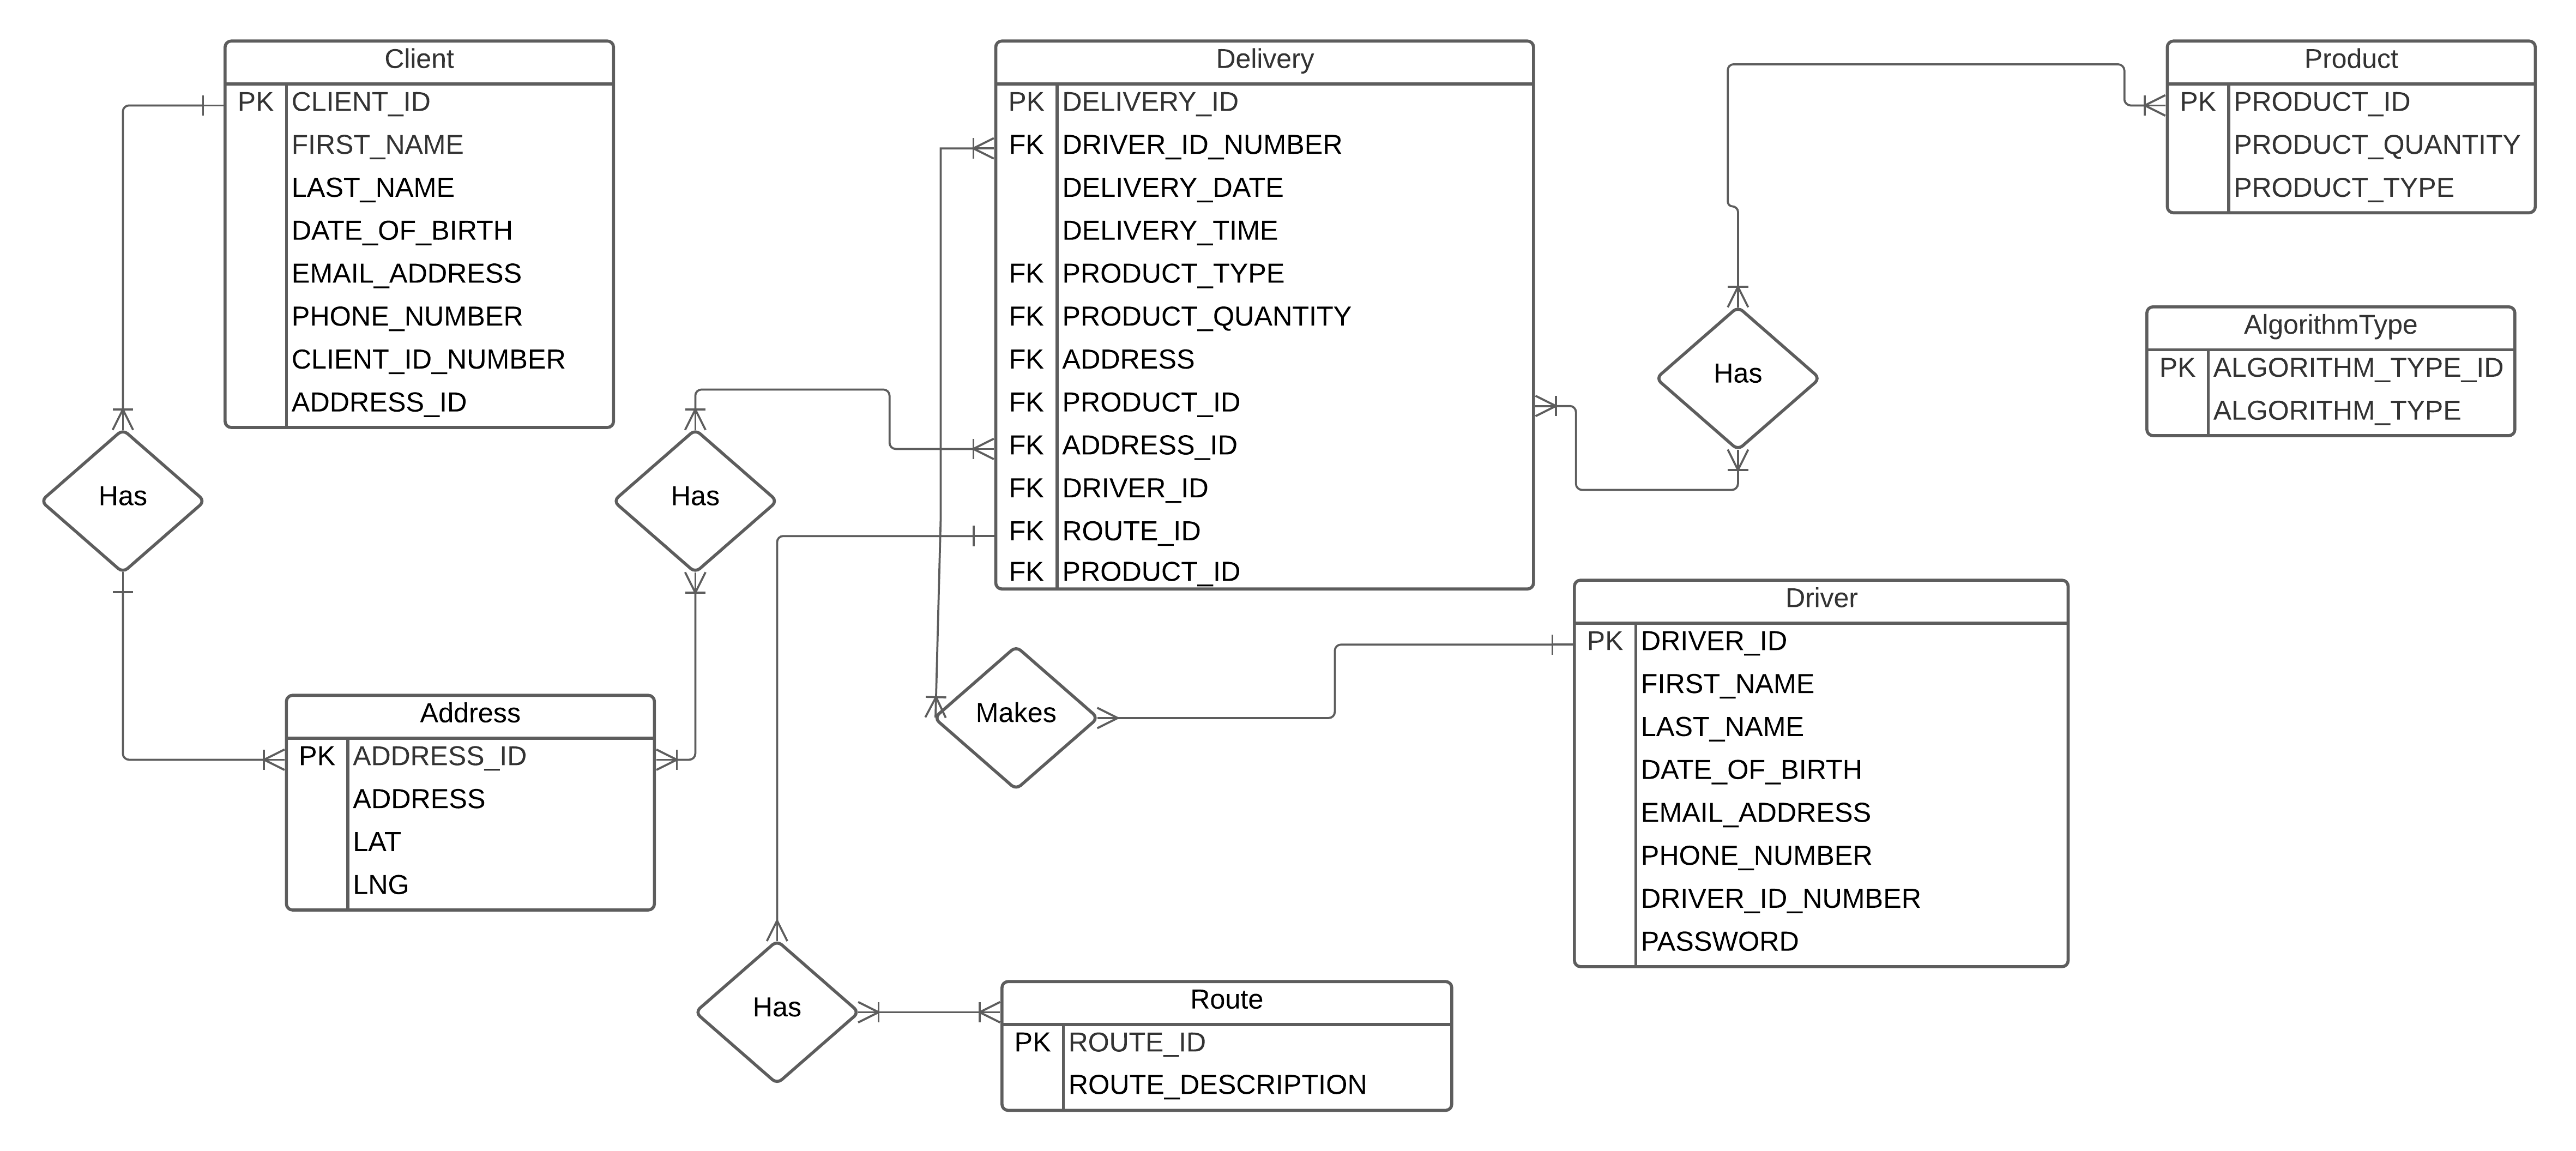 Client
PK CLIENT_ID
FIRST_NAME
LAST_NAME
DATE_OF_BIRTH
EMAIL_ADDRESS
PHONE_NUMBER
CLIENT_ID_NUMBER
ADDRESS_ID
Delivery
PK DELIVERY_ID
FK DRIVER_ID_NUMBER
DELIVERY_DATE
DELIVERY_TIME
FK PRODUCT_TYPE
FK PRODUCT_QUANTITY
FK ADDRESS
FK PRODUCT_ID
FK ADDRESS_ID
FK DRIVER_ID
FK ROUTE_ID
FK PRODUCT_ID
Product
PK PRODUCT_ID
PRODUCT_QUANTITY
PRODUCT_TYPE
AlgorithmType
PK ALGORITHM_TYPE_ID
ALGORITHM_TYPE
Has
Has
Has
Address
PK ADDRESS_ID
ADDRESS
LAT
LNG
Makes
Driver
PK DRIVER_ID
FIRST_NAME
LAST_NAME
DATE_OF_BIRTH
EMAIL_ADDRESS
PHONE_NUMBER
DRIVER_ID_NUMBER
PASSWORD
Has
Route
PK ROUTE_ID
ROUTE_DESCRIPTION